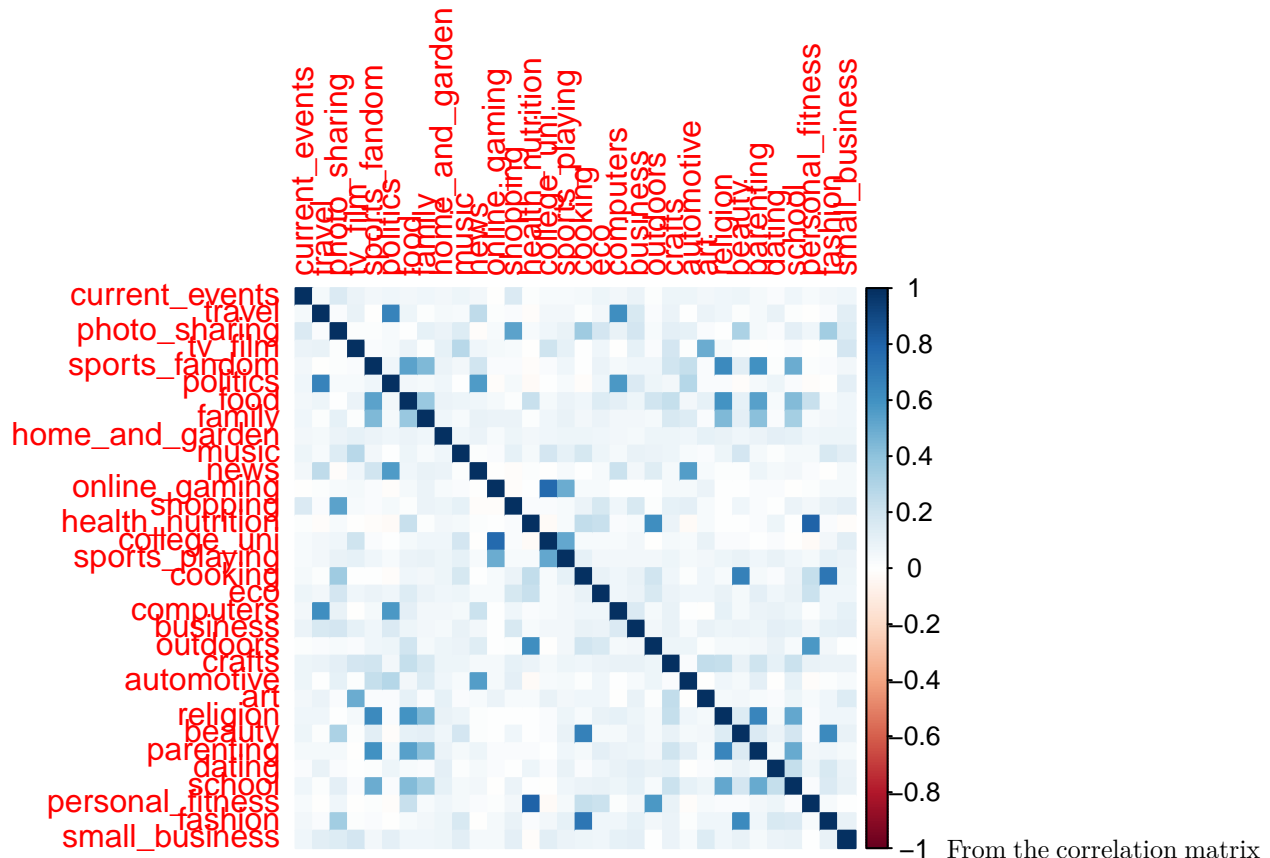 current_events
travel
photo_sharing
tv_film
sports_fandom
politics
food
family
home_and_garden
music
news
online_gaming
shopping
health_nutrition
college_uni
sports_playing
cooking
eco
computers
business
outdoors
crafts
automotive
art
religion
beauty
parenting
dating
school
personal_fitness
fashion
small_business
current_events
travel
photo_sharing
tv_film
sports_fandom
politics
food
family
home_and_garden
music
news
online_gaming
shopping
health_nutrition
college_uni
sports_playing
cooking
eco
computers
business
outdoors
crafts
automotive
art
religion
beauty
parenting
dating
school
personal_fitness
fashion
small_business
1
0.8
0.6
0.4
0.2
0
−0.2
−0.4
−0.6
−0.8
−1
From the correlation matrix